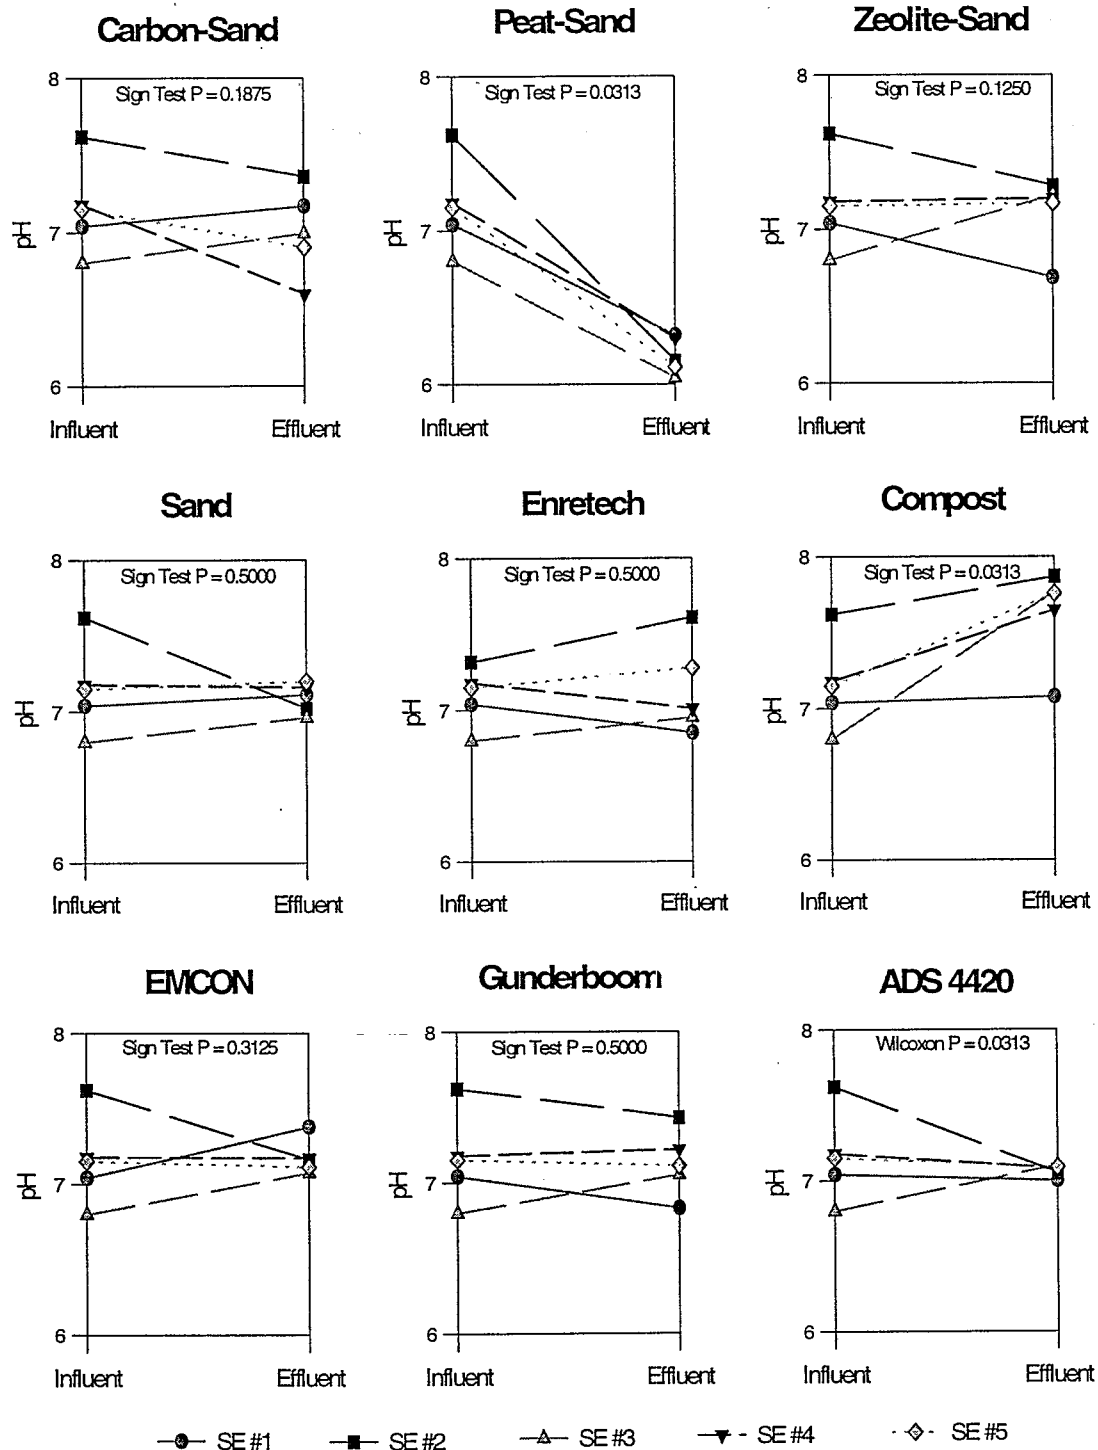 Carbon-Sand
8
Sign Test P = 0.1875
pH
7
6
Influent
Effluent
Peat-Sand
8
Sign Test P = 0.0313
pH
7
6
Influent
Effluent
Zeolite-Sand
8
Sign Test P = 0.1250
pH
7
6
Influent
Effluent
Sand
8
Sign Test P = 0.5000
pH
7
6
Influent
Effluent
Enretech
8
Sign Test P = 0.5000
pH
7
6
Influent
Effluent
Compost
8
Sign Test P = 0.0313
pH
7
6
Influent
Effluent
EMCON
8
Sign Test P = 0.3125
pH
7
6
Influent
Effluent
Gunderboom
8
Sign Test P = 0.5000
pH
7
6
Influent
Effluent
ADS 4420
8
Wilcoxon P = 0.0313
pH
7
6
Influent
Effluent
SE #1 SE #2 SE #3 SE #4 SE #5